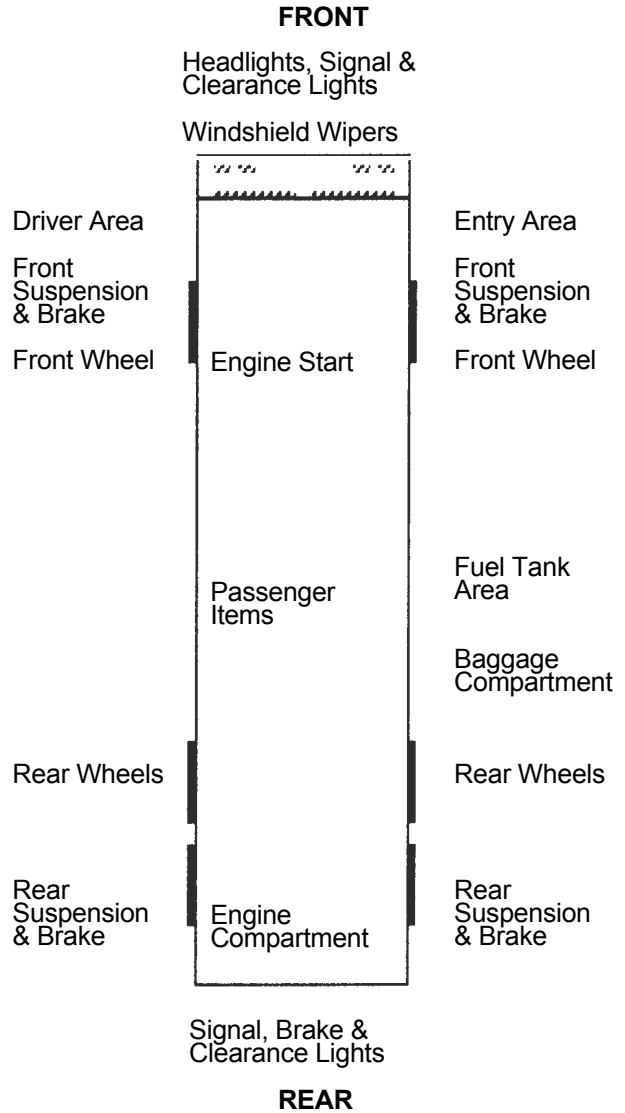 FRONT
Headlights, Signal &
Clearance Lights
Windshield Wipers
Driver Area
Entry Area
Front
Suspension
& Brake
Front
Suspension
& Brake
Front Wheel
Engine Start
Front Wheel
Passenger
Items
Fuel Tank
Area
Baggage
Compartment
Rear Wheels
Rear Wheels
Rear
Suspension
& Brake
Engine
Compartment
Rear
Suspension
& Brake
Signal, Brake &
Clearance Lights
REAR